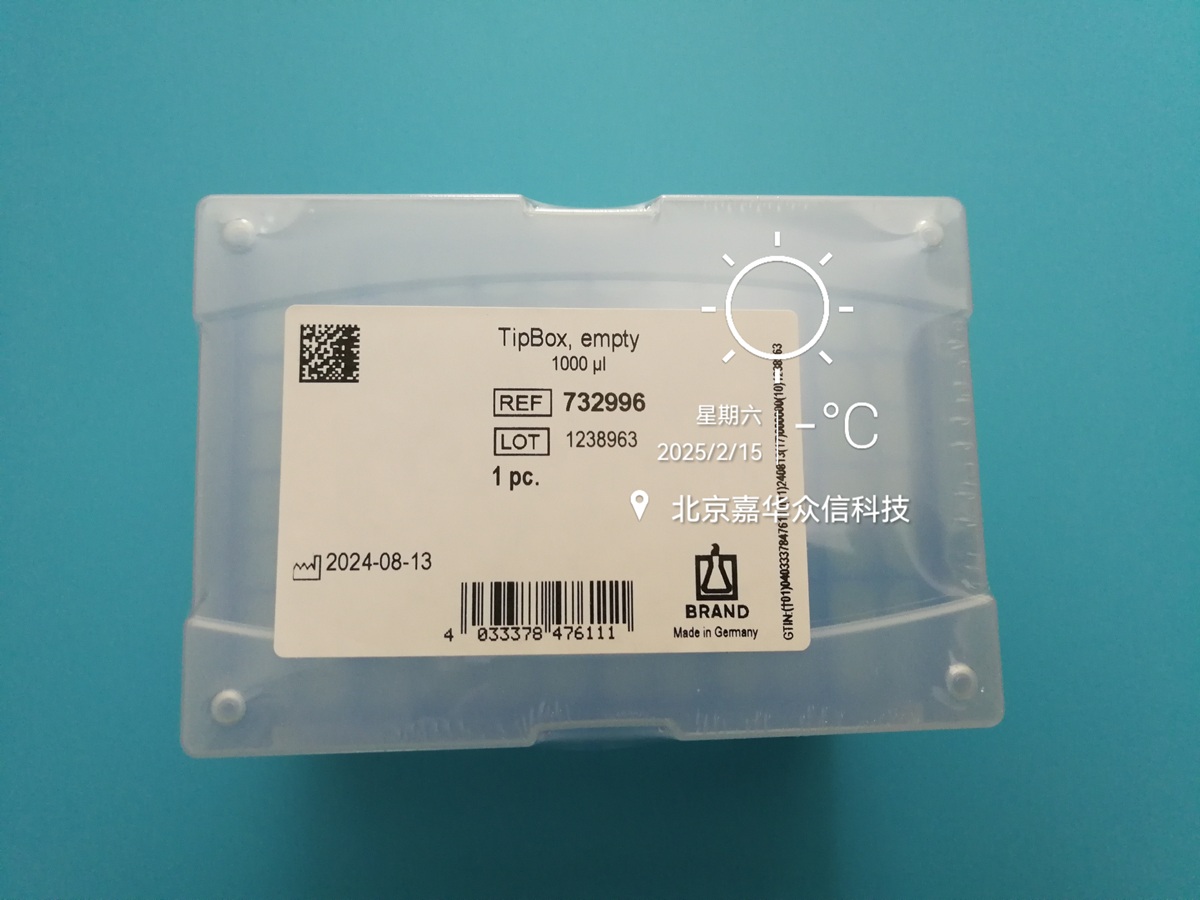 TipBox, empty
1000 µl
REF 732996
LOT 1238963
1 pc.
2024-08-13
4 033378 476111
BRAND
Made in Germany
星期六
2025/2/15
-°C
北京嘉华众信科技